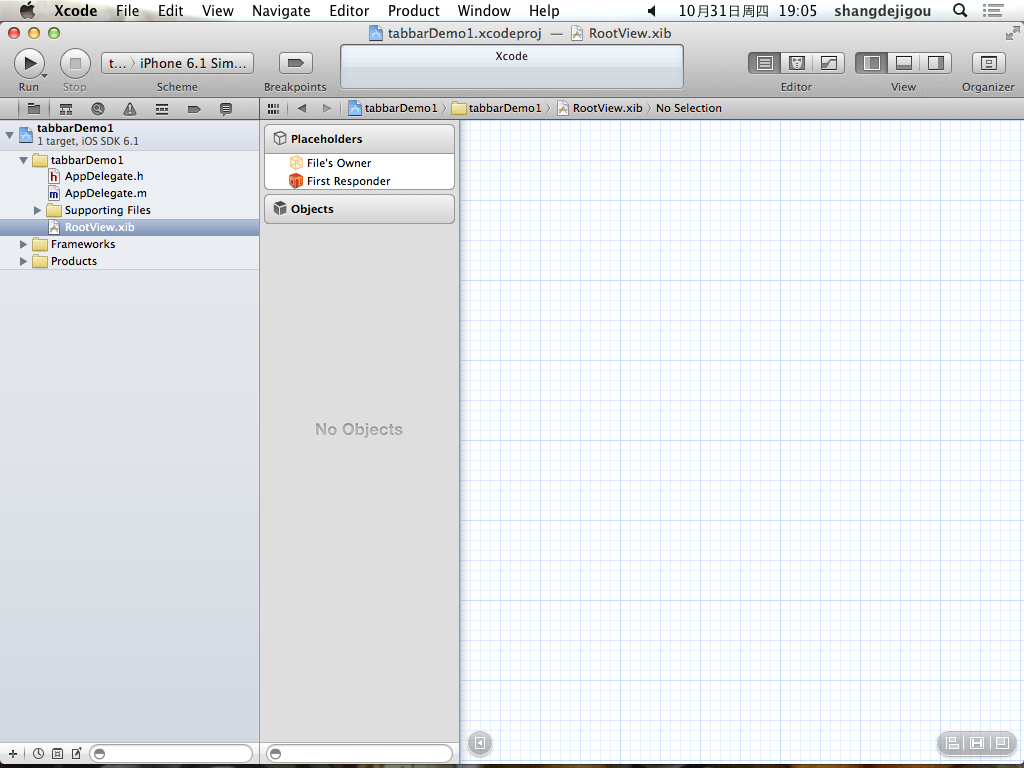 Xcode File Edit View Navigate Editor Product Window Help 10月31日周四 19:05 shangdejigou
tabbarDemo1.xcodeproj — RootView.xib
t... 〉 iPhone 6.1 Sim...
Xcode
Run Stop Scheme Breakpoints Editor View Organizer
tabbarDemo1 〉 tabbarDemo1 〉 RootView.xib 〉 No Selection
tabbarDemo1
1 target, iOS SDK 6.1
tabbarDemo1
h AppDelegate.h
m AppDelegate.m
Supporting Files
RootView.xib
Frameworks
Products
Placeholders
File's Owner
First Responder
Objects
No Objects